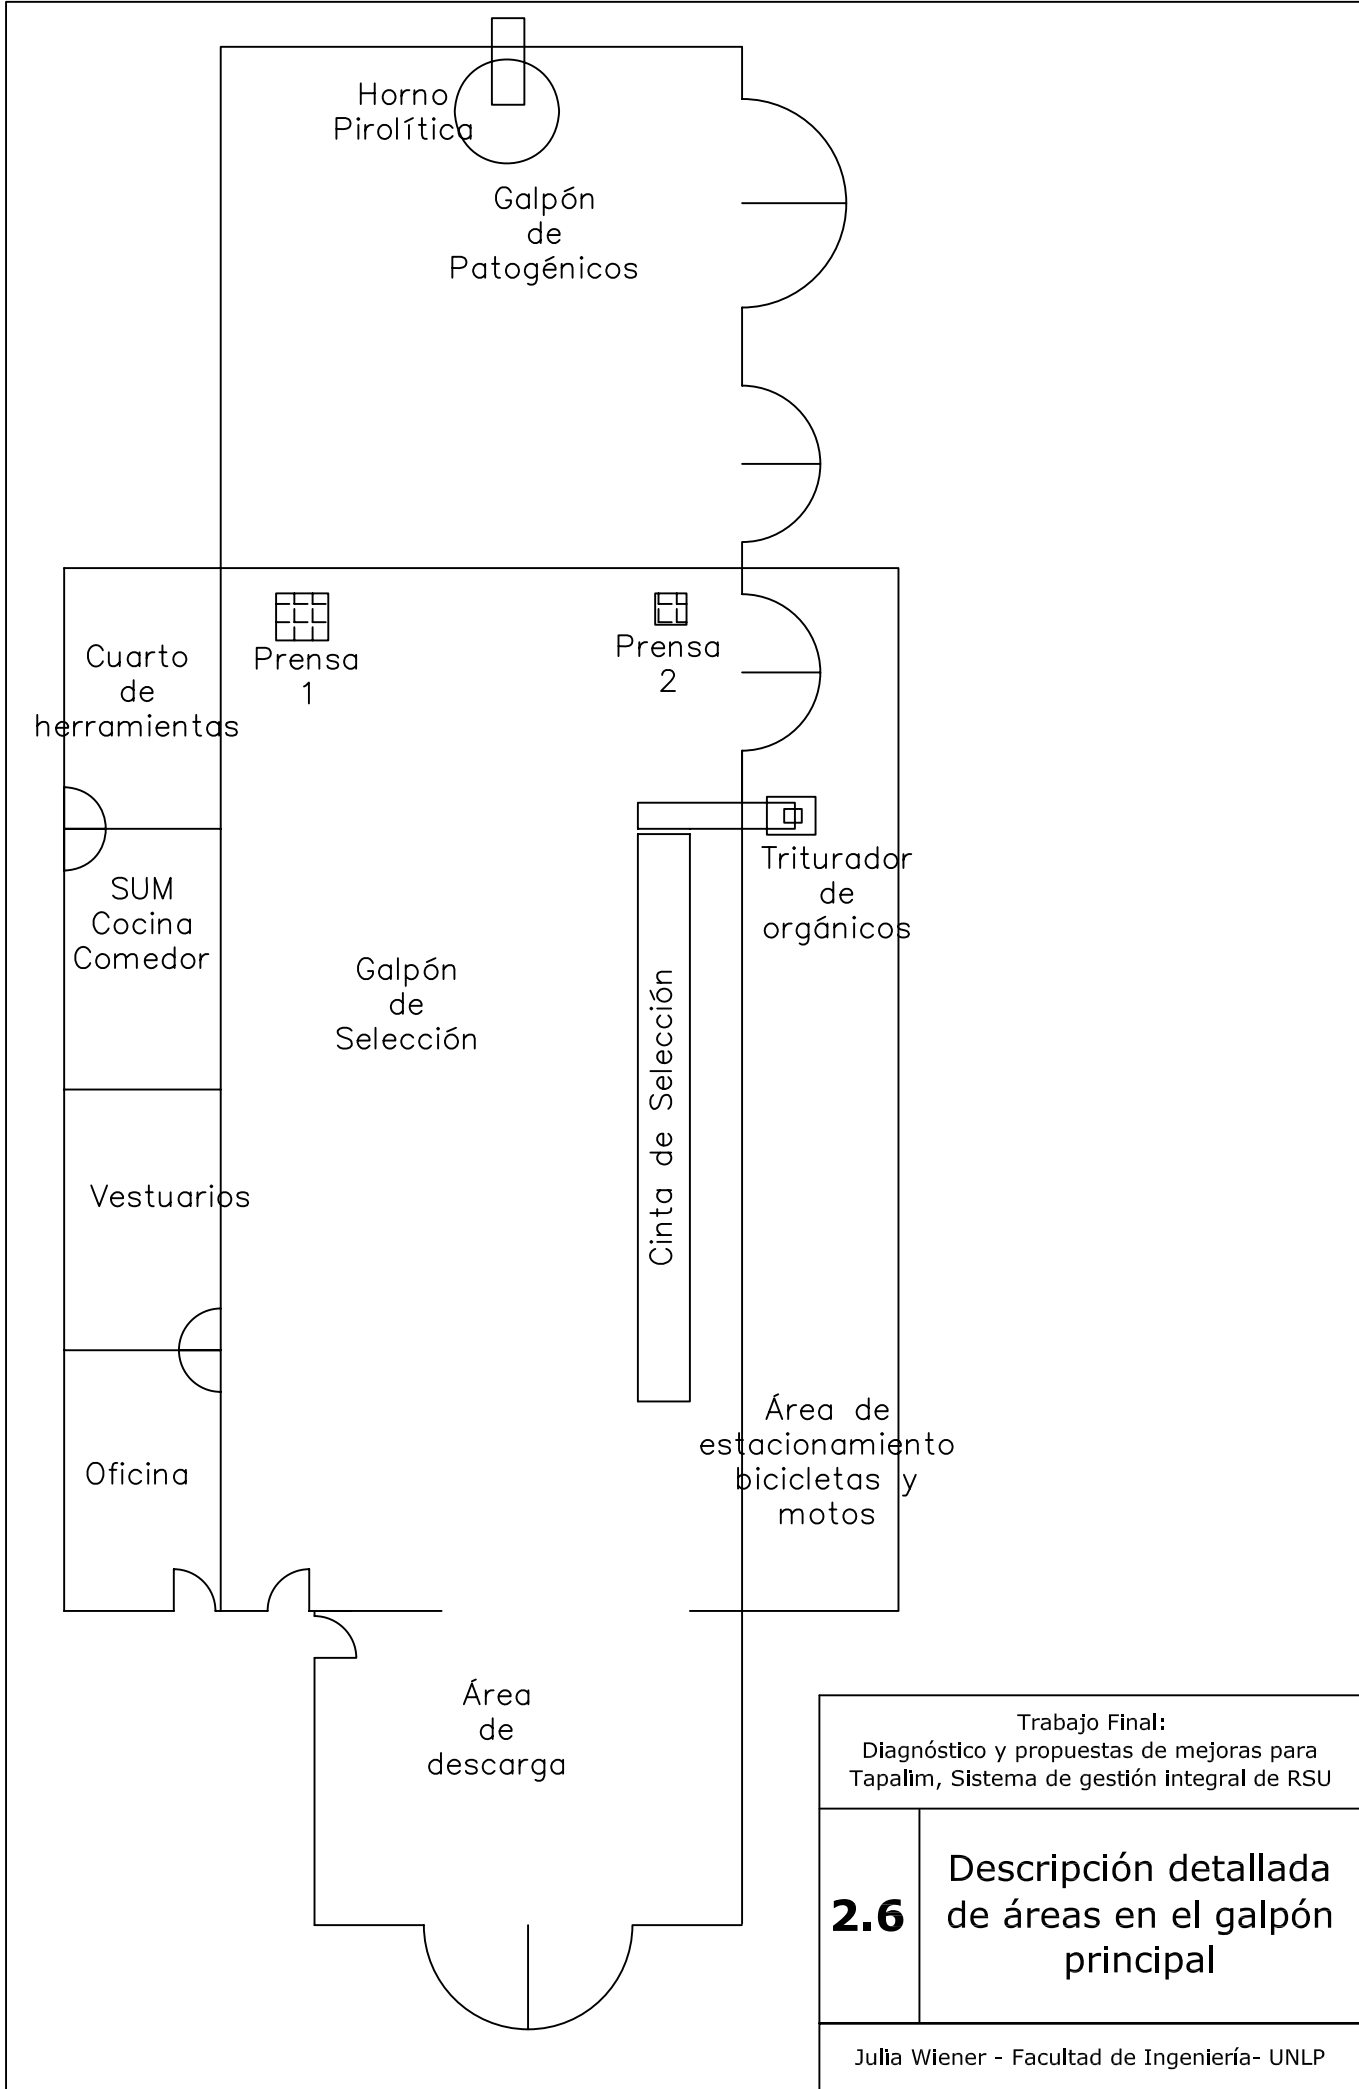 Horno
Pirolítica
Galpón
de
Patogénicos
Cuarto
de
herramientas
Prensa
1
Prensa
2
SUM
Cocina
Comedor
Triturador
de
orgánicos
Galpón
de
Selección
Cinta de Selección
Vestuarios
Oficina
Área de
estacionamiento
bicicletas y
motos
Área
de
descarga
Trabajo Final:
Diagnóstico y propuestas de mejoras para
Tapalim, Sistema de gestión integral de RSU
2.6
Descripción detallada
de áreas en el galpón
principal
Julia Wiener - Facultad de Ingeniería- UNLP